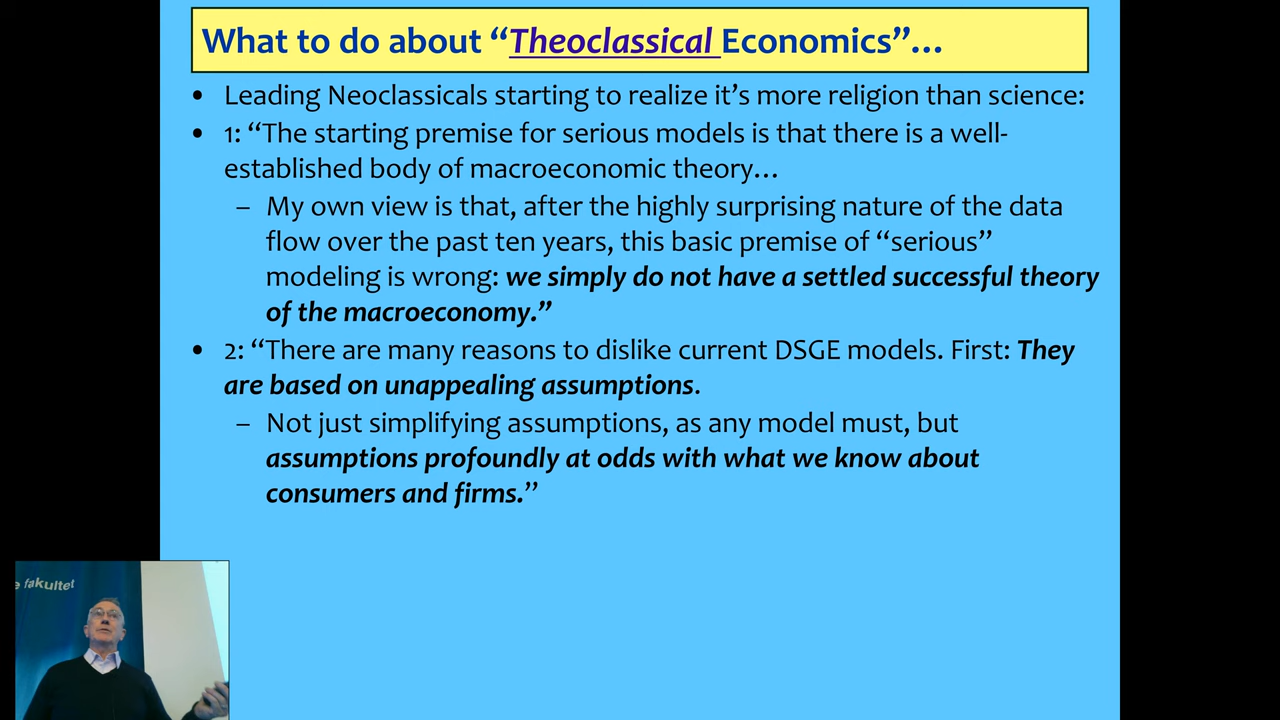 What to do about “Theoclassical Economics”…
• Leading Neoclassicals starting to realize it’s more religion than science:
• 1: “The starting premise for serious models is that there is a well-
established body of macroeconomic theory…
– My own view is that, after the highly surprising nature of the data
flow over the past ten years, this basic premise of “serious”
modeling is wrong: we simply do not have a settled successful theory
of the macroeconomy.”
• 2: “There are many reasons to dislike current DSGE models. First: They
are based on unappealing assumptions.
– Not just simplifying assumptions, as any model must, but
assumptions profoundly at odds with what we know about
consumers and firms.”
e fakultet